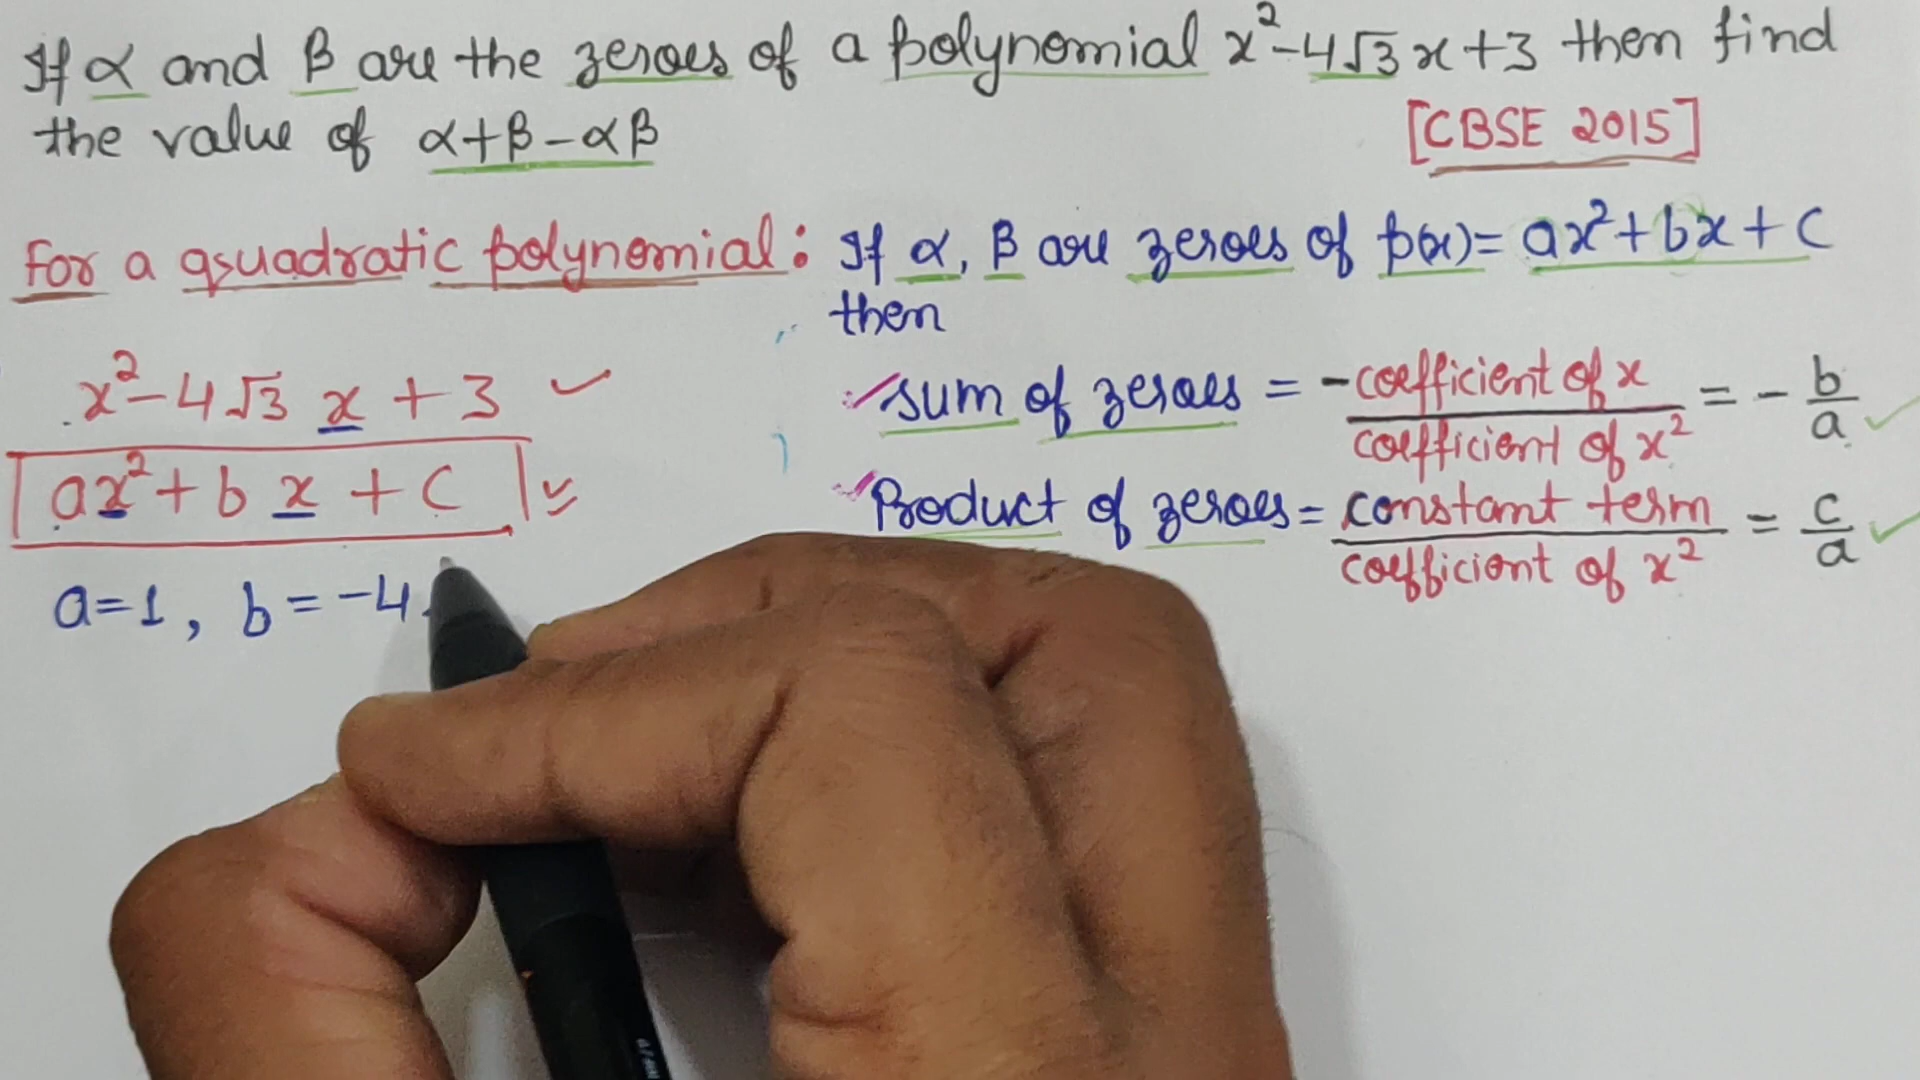 If α and β are the zeroes of a polynomial x²-4√3x+3 then find
the value of α+β-αβ
[CBSE 2015]
For a quadratic polynomial:
If α, β are zeroes of p(x)= ax²+bx+c
then
x²-4√3 x +3
ax²+b x +c
a=1, b=-4
sum of zeroes = -coefficient of x / coefficient of x² = - b/a
Product of zeroes = constant term / coefficient of x² = c/a